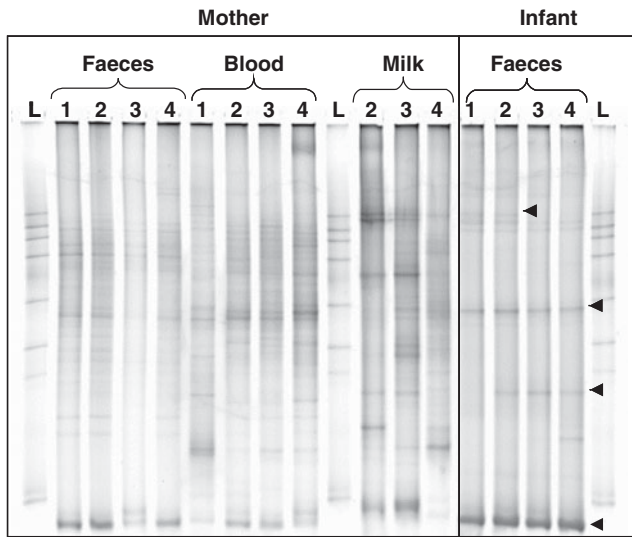 Mother Infant
Faeces Blood Milk Faeces
L 1 2 3 4 1 2 3 4 L 2 3 4 1 2 3 4 L